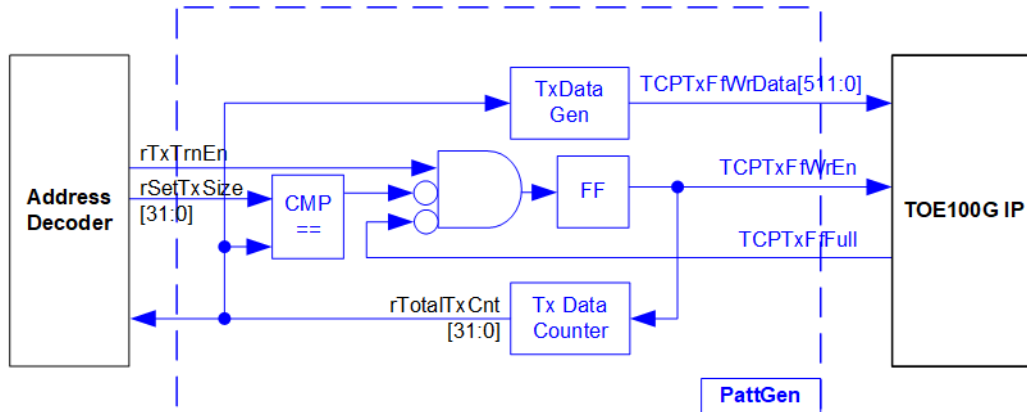 TxData
Gen
TCPTxFfWrData[511:0]
rTxTrnEn
rSetTxSize
[31:0]
Address
Decoder
CMP
==
FF
TCPTxFfWrEn
TOE100G IP
TCPTxFfFull
rTotalTxCnt
[31:0]
Tx Data
Counter
PattGen